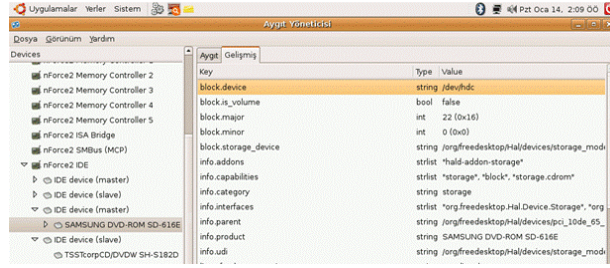 Uygulamalar Yerler Sistem Pzt Oca 14, 2:09 ÖÖ
Aygıt Yöneticisi
Dosya Görünüm Yardım
Devices
nForce2 Memory Controller 2
nForce2 Memory Controller 3
nForce2 Memory Controller 4
nForce2 Memory Controller 5
nForce2 ISA Bridge
nForce2 SMBus (MCP)
nForce2 IDE
IDE device (master)
IDE device (slave)
IDE device (master)
SAMSUNG DVD-ROM SD-616E
IDE device (slave)
TSSTcorpCD/DVDW SH-S182D
Aygıt Gelişmiş
Key Type Value
block.device string /dev/hdc
block.is_volume bool false
block.major int 22 (0x16)
block.minor int 0 (0x0)
block.storage_device string /org/freedesktop/Hal/devices/storage_mode
info.addons strlist "hald-addon-storage"
info.capabilities strlist "storage", "block", "storage.cdrom"
info.category string storage
info.interfaces strlist "org.freedesktop.Hal.Device.Storage", "org
info.parent string /org/freedesktop/Hal/devices/pci_10de_65_
info.product string SAMSUNG DVD-ROM SD-616E
info.udi string /org/freedesktop/Hal/devices/storage_mode